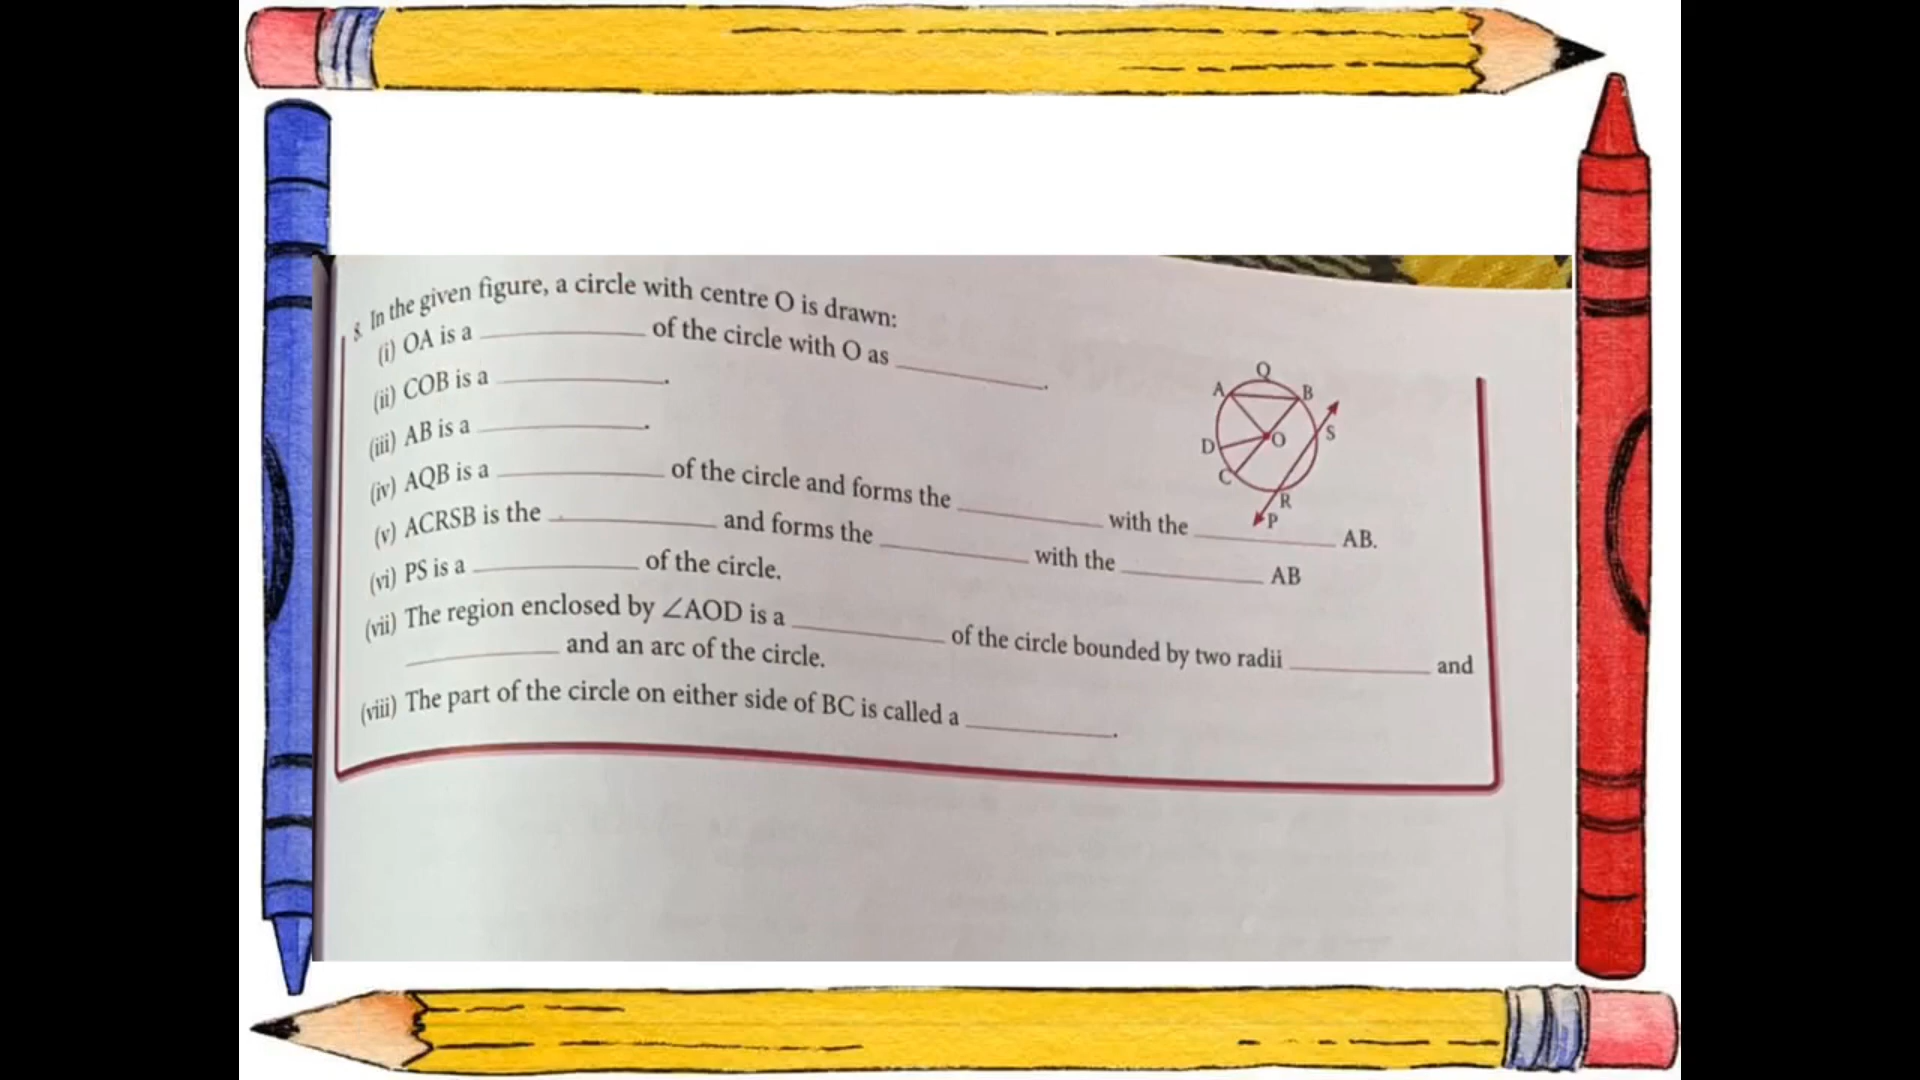 8. In the given figure, a circle with centre O is drawn:
(i) OA is a __________ of the circle with O as __________.
(ii) COB is a __________.
(iii) AB is a __________.
(iv) AQB is a __________ of the circle and forms the __________ with the __________ AB.
(v) ACRSB is the __________ and forms the __________ with the __________ AB
(vi) PS is a __________ of the circle.
(vii) The region enclosed by ∠AOD is a __________ of the circle bounded by two radii __________ and
__________ and an arc of the circle.
(viii) The part of the circle on either side of BC is called a __________.
Q
A
B
S
O
D
C
R
P